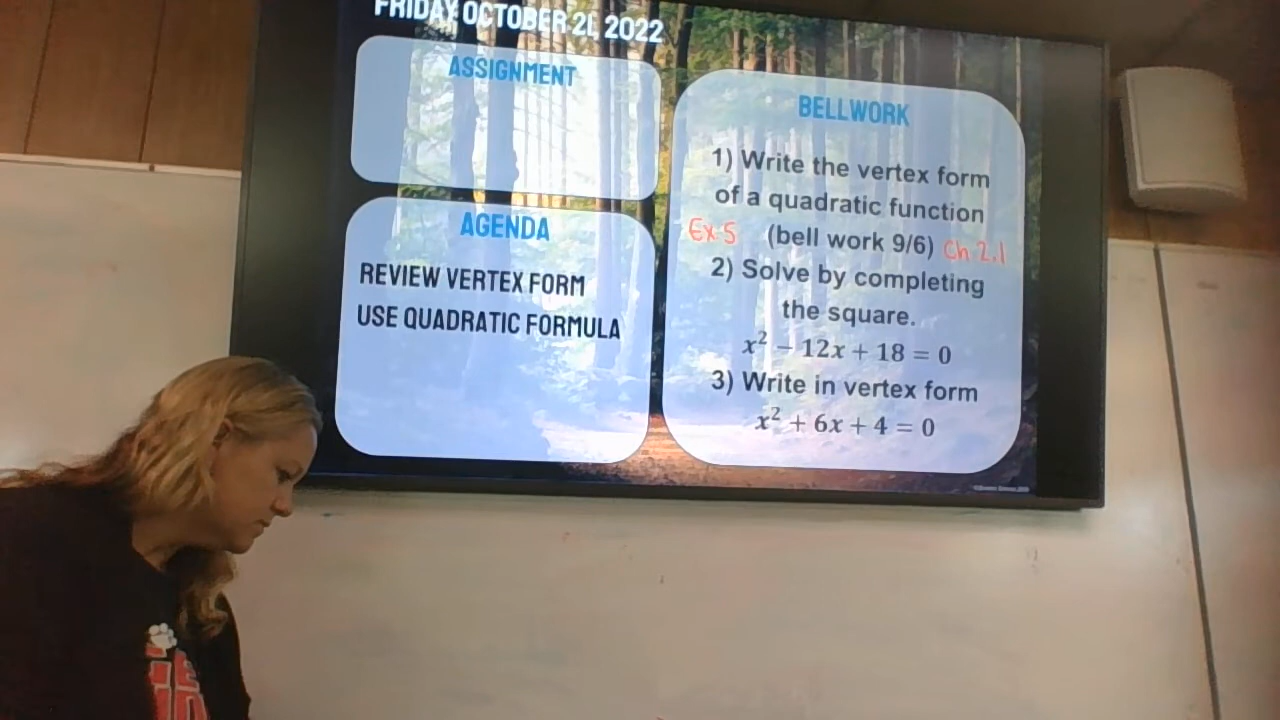 FRIDAY, OCTOBER 21, 2022
ASSIGNMENT
AGENDA
REVIEW VERTEX FORM
USE QUADRATIC FORMULA
BELLWORK
1) Write the vertex form
of a quadratic function
Ex 5 (bell work 9/6) Ch 2.1
2) Solve by completing
the square.
x² − 12x + 18 = 0
3) Write in vertex form
x² + 6x + 4 = 0